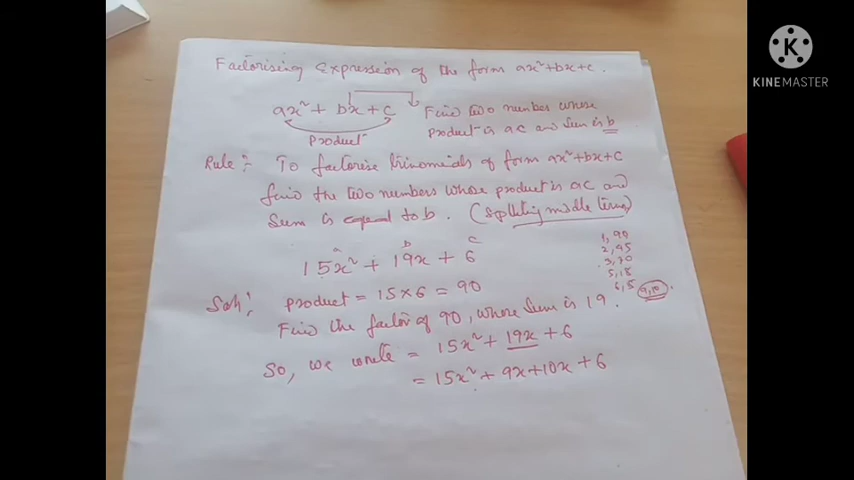 K
KINEMASTER
Factorising Expression of the form ax²+bx+c.
ax² + bx + c
Product
Find two number whose
product is ac and sum is b
Rule:- To factorise trinomials of form ax²+bx+c
find the two numbers whose product is ac and
sum is equal to b. (splitting middle term)
a b c
15x² + 19x + 6
1, 90
2, 45
3, 30
5, 18
6, 5
9, 10
Soln: product = 15×6 = 90
Find the factor of 90, whose sum is 19.
So, we write = 15x² + 19x + 6
= 15x² + 9x + 10x + 6